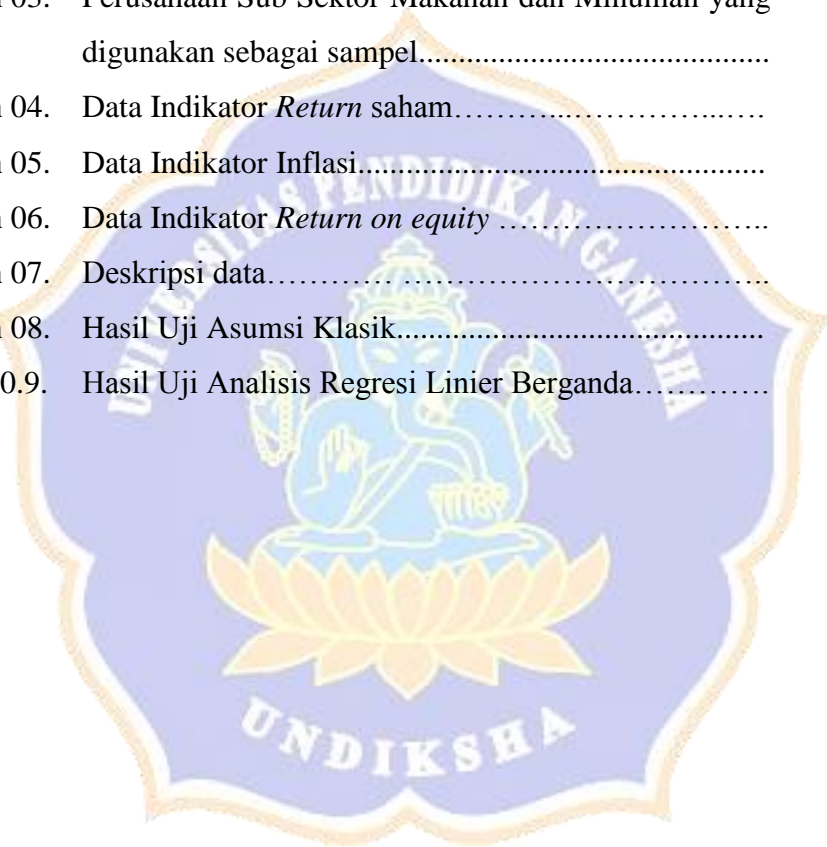 n 03. Perusahaan Sub Sektor Makanan dan Minuman yang
digunakan sebagai sampel...........................................
n 04. Data Indikator Return saham………...…………...….
n 05. Data Indikator Inflasi..................................................
n 06. Data Indikator Return on equity ……………………..
n 07. Deskripsi data…………………………………………..
n 08. Hasil Uji Asumsi Klasik.............................................
0.9. Hasil Uji Analisis Regresi Linier Berganda………….
UNIVERSITAS PENDIDIKAN GANESHA
UNDIKSHA